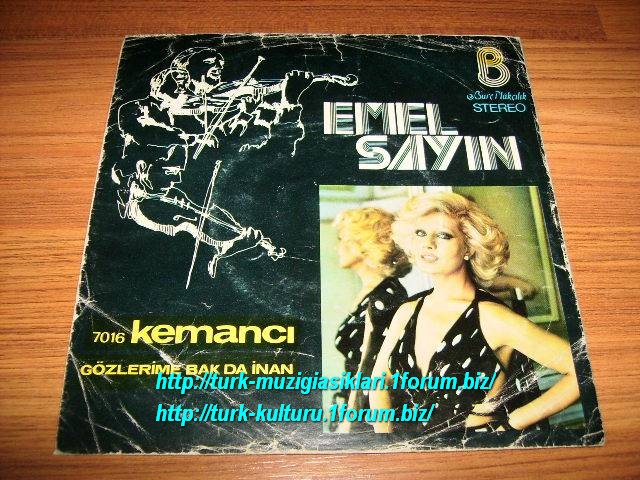 B
Burç Plakçılık
STEREO
EMEL
SAYIN
7016 kemancı
GÖZLERİME BAK DA İNAN
http://turk-muzigiasiklari.1forum.biz/
http://turk-kulturu.1forum.biz/